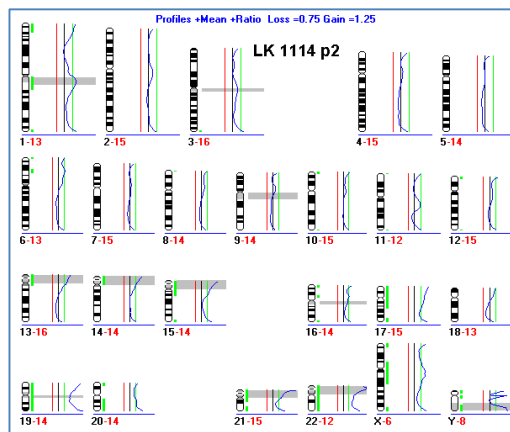 Profiles +Mean +Ratio Loss =0.75 Gain =1.25
LK 1114 p2
1-13 2-15 3-16 4-15 5-14
6-13 7-15 8-14 9-14 10-15 11-12 12-15
13-16 14-14 15-14 16-14 17-15 18-13
19-14 20-14 21-15 22-12 X-6 Y-8